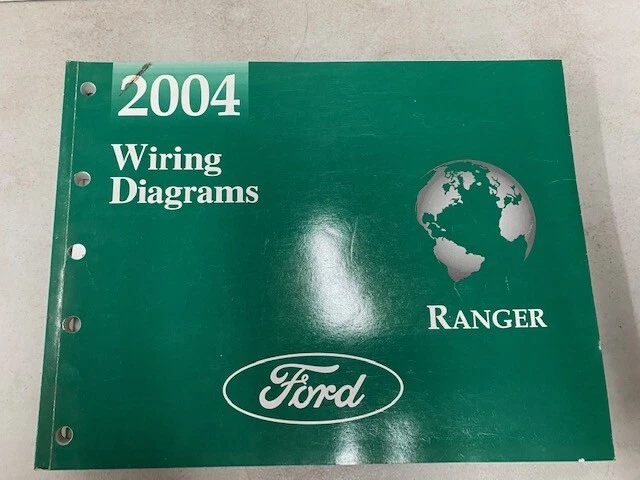 2004
Wiring
Diagrams
RANGER
Ford